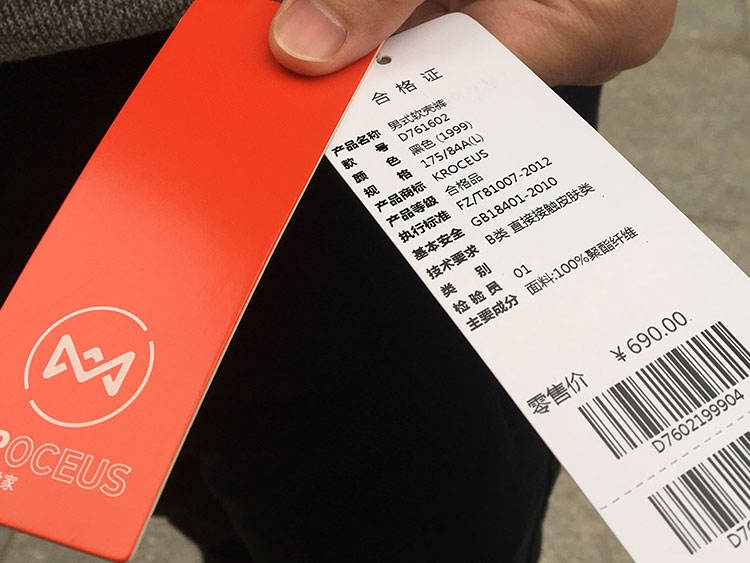 合格证
产品名称 男式软壳裤
款号 D761602
颜色 黑色 (1999)
规格 175/84A(L)
产品商标 KROCEUS
产品等级 合格品
执行标准 FZ/T81007-2012
基本安全 GB18401-2010
技术要求 B类 直接接触皮肤类
类别
检验员 01
主要成分 面料:100%聚酯纤维
零售价 ¥690.00
D7602199904
D76
ROCEUS
家